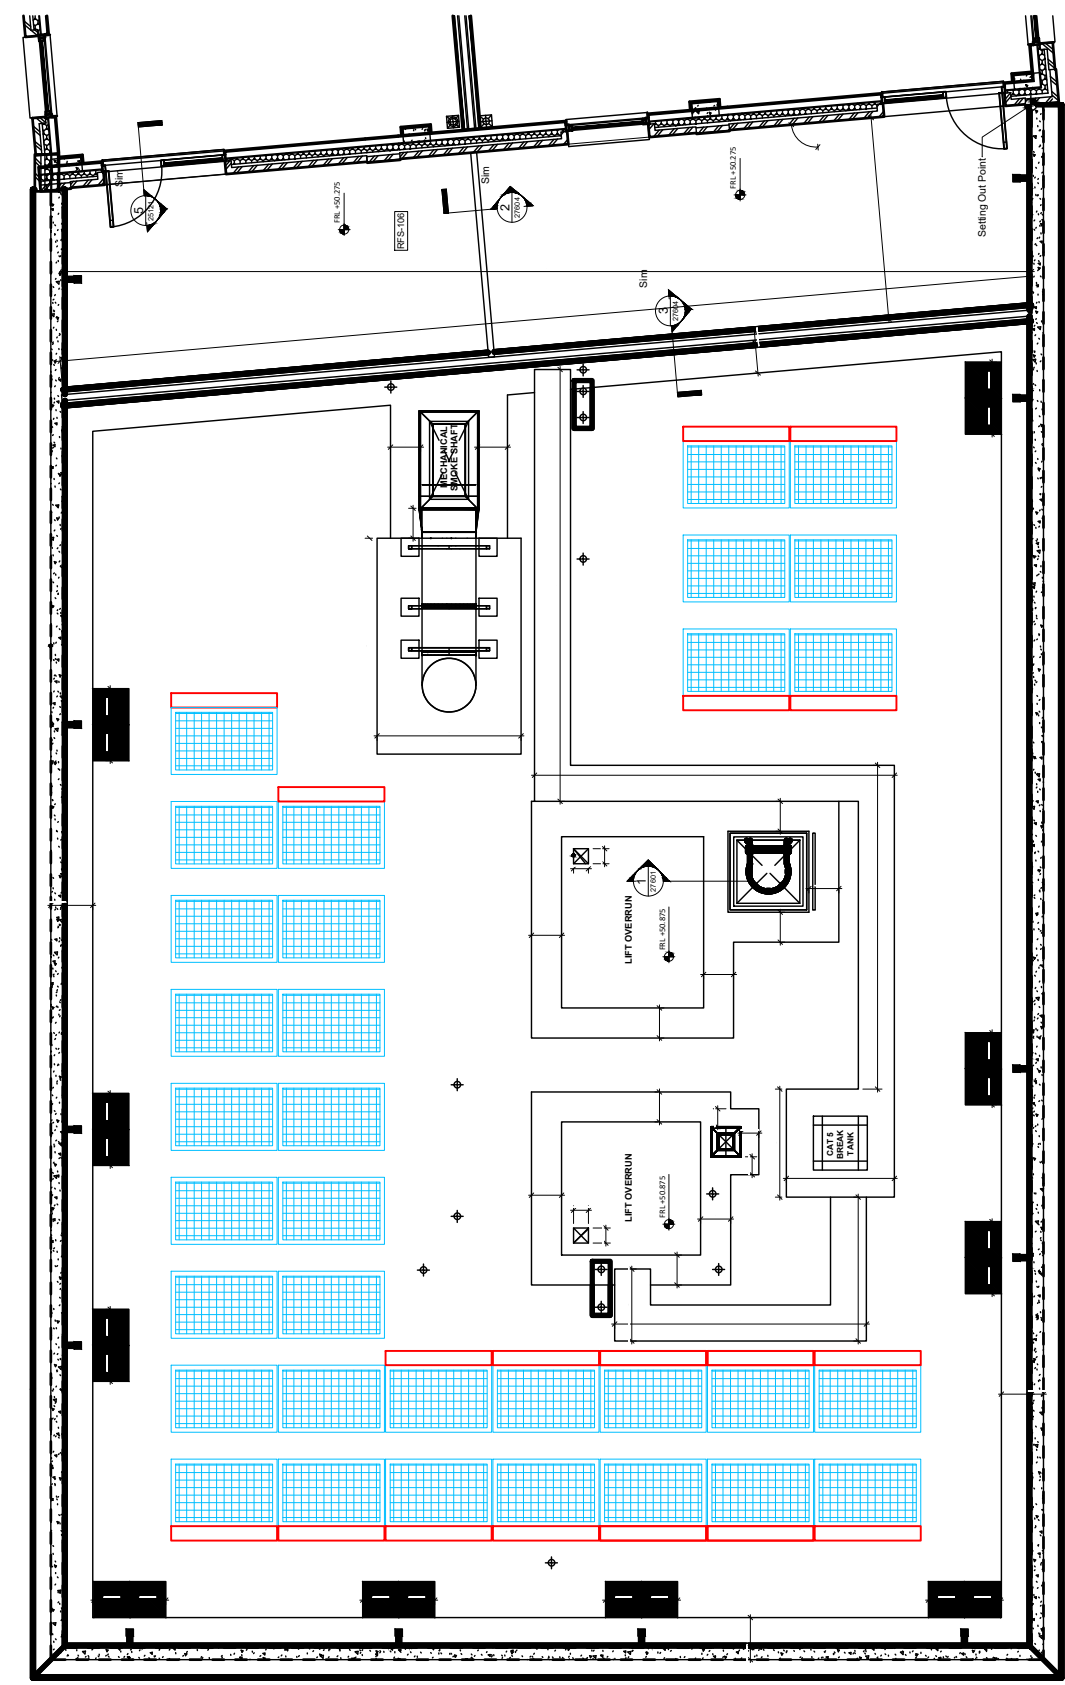 Sim
5
25121
FRL +50.275
RFS-106
Sim
2
27604
FRL +50.275
Setting Out Point
Sim
3
27604
MECHANICAL
SMOKE SHAFT
1
27601
LIFT OVERRUN
FRL +50.875
CAT 5
BREAK
TANK
LIFT OVERRUN
FRL +50.875